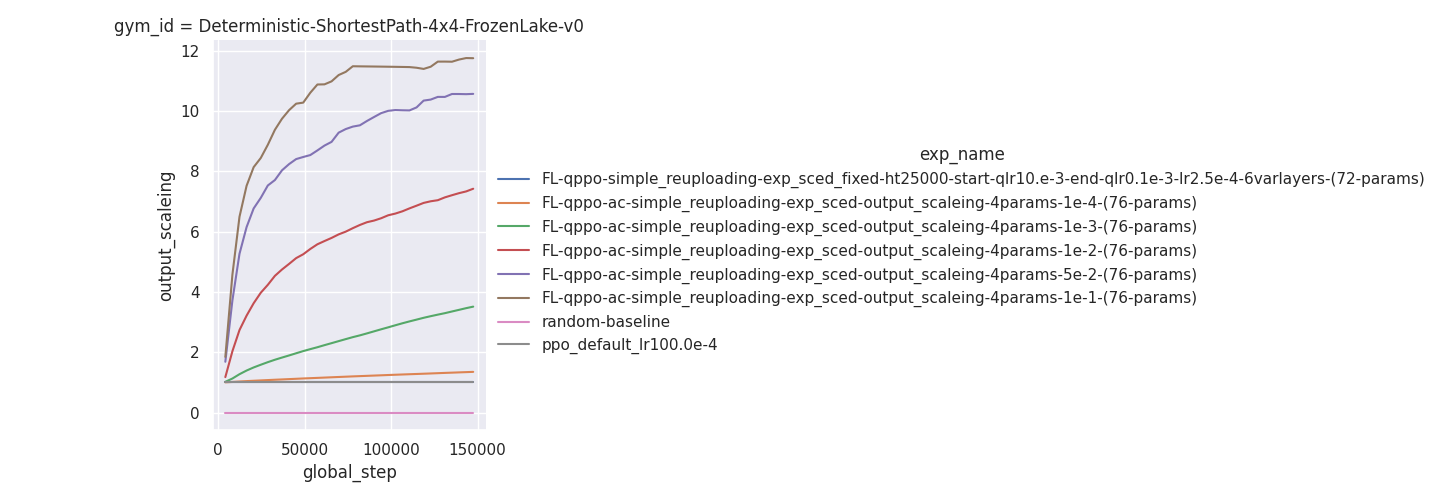 gym_id = Deterministic-ShortestPath-4x4-FrozenLake-v0
12
10
8
6
4
2
0
output_scaleing
0
50000
100000
150000
global_step
exp_name
FL-qppo-simple_reuploading-exp_sced_fixed-ht25000-start-qlr10.e-3-end-qlr0.1e-3-lr2.5e-4-6varlayers-(72-params)
FL-qppo-ac-simple_reuploading-exp_sced-output_scaleing-4params-1e-4-(76-params)
FL-qppo-ac-simple_reuploading-exp_sced-output_scaleing-4params-1e-3-(76-params)
FL-qppo-ac-simple_reuploading-exp_sced-output_scaleing-4params-1e-2-(76-params)
FL-qppo-ac-simple_reuploading-exp_sced-output_scaleing-4params-5e-2-(76-params)
FL-qppo-ac-simple_reuploading-exp_sced-output_scaleing-4params-1e-1-(76-params)
random-baseline
ppo_default_lr100.0e-4